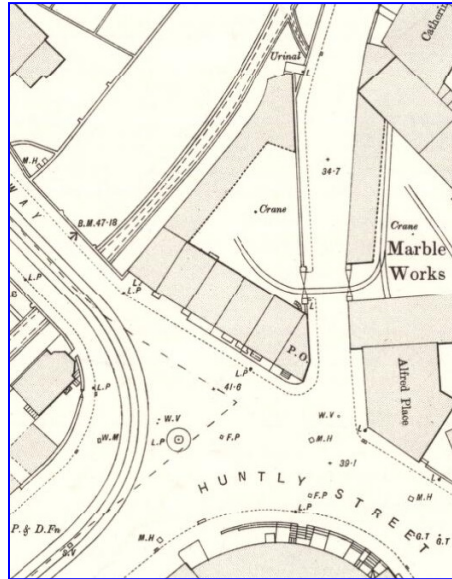 Catherin
Urinal
L
M.H
34·7
WAY
Crane
B.M.47·18
Crane
Marble
Works
L.P
L.
L.P
L
P.O.
L.P
Alfred Place
41·6
L.P
W.V
W.V
L
W.M
L.P
F.P
M.H
39·1
HUNTLY STREET
F.P
M.H
L.P
P. & D.Fn
M.H
G.T
G.T
S.V